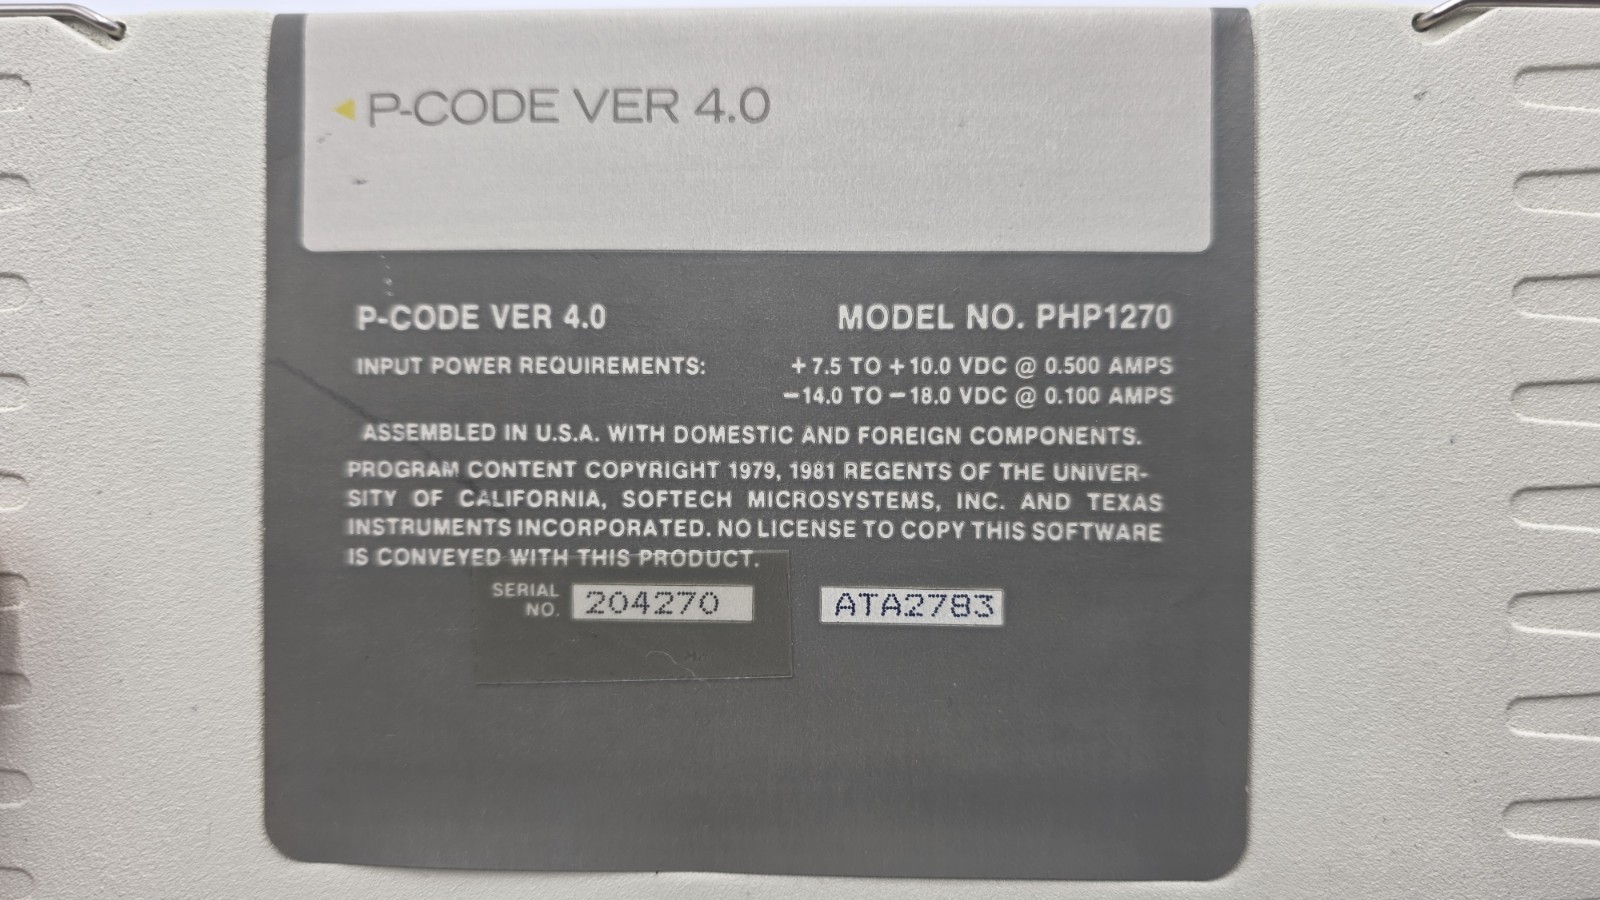 P-CODE VER 4.0
P-CODE VER 4.0 MODEL NO. PHP1270
INPUT POWER REQUIREMENTS: +7.5 TO +10.0 VDC @ 0.500 AMPS
−14.0 TO −18.0 VDC @ 0.100 AMPS
ASSEMBLED IN U.S.A. WITH DOMESTIC AND FOREIGN COMPONENTS.
PROGRAM CONTENT COPYRIGHT 1979, 1981 REGENTS OF THE UNIVER-
SITY OF CALIFORNIA, SOFTECH MICROSYSTEMS, INC. AND TEXAS
INSTRUMENTS INCORPORATED. NO LICENSE TO COPY THIS SOFTWARE
IS CONVEYED WITH THIS PRODUCT.
SERIAL
NO. 204270 ATA2783